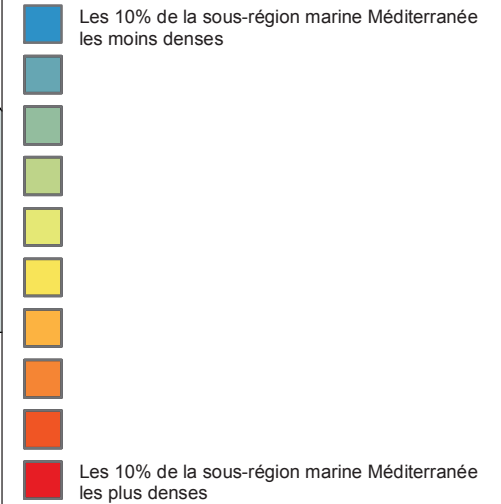 Les 10% de la sous-région marine Méditerranée
les moins denses
Les 10% de la sous-région marine Méditerranée
les plus denses